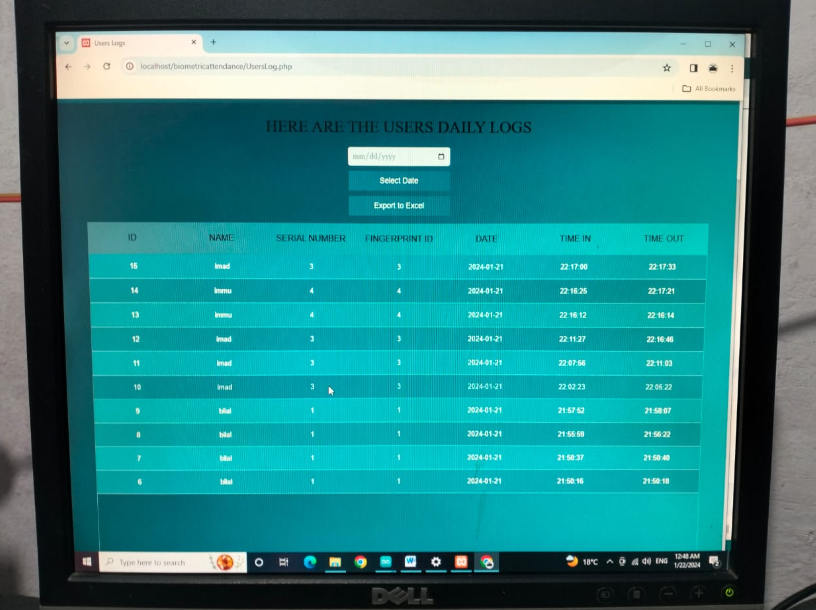 Users Logs
localhost/biometricattendance/UsersLog.php
All Bookmarks
HERE ARE THE USERS DAILY LOGS
mm/dd/yyyy
Select Date
Export to Excel
ID NAME SERIAL NUMBER FINGERPRINT ID DATE TIME IN TIME OUT
15 imad 3 3 2024-01-21 22:17:00 22:17:33
14 immu 4 4 2024-01-21 22:16:25 22:17:21
13 immu 4 4 2024-01-21 22:16:12 22:16:14
12 imad 3 3 2024-01-21 22:11:27 22:16:46
11 imad 3 3 2024-01-21 22:07:56 22:11:03
10 imad 3 3 2024-01-21 22:02:23 22:05:22
9 bilal 1 1 2024-01-21 21:57:52 21:58:07
8 bilal 1 1 2024-01-21 21:55:59 21:56:22
7 bilal 1 1 2024-01-21 21:50:37 21:50:40
6 bilal 1 1 2024-01-21 21:50:16 21:50:18
Type here to search
18°C
ENG
12:48 AM
1/22/2024
DELL